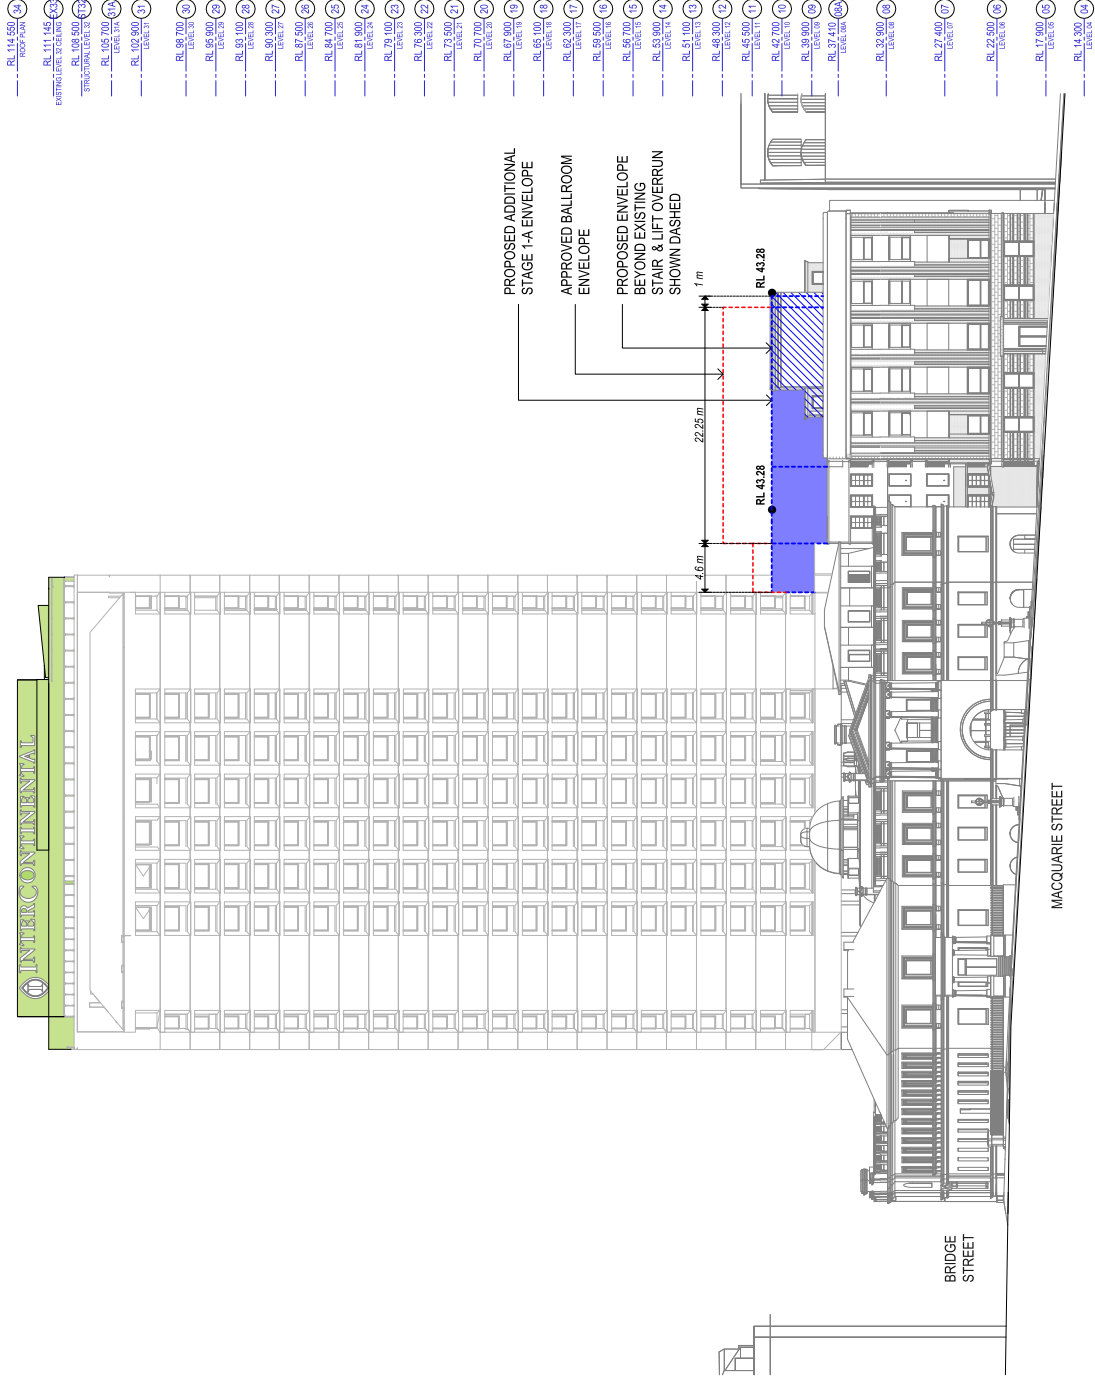 RL 114 550
34
ROOF PLAN
RL 111 145
EX33
EXISTING LEVEL 32 CEILING
RL 108 500
ST32
STRUCTURAL LEVEL 32
RL 105 700
31A
LEVEL 31A
RL 102 900
31
LEVEL 31
RL 98 700
30
LEVEL 30
RL 95 900
29
LEVEL 29
RL 93 100
28
LEVEL 28
RL 90 300
27
LEVEL 27
RL 87 500
26
LEVEL 26
RL 84 700
25
LEVEL 25
RL 81 900
24
LEVEL 24
RL 79 100
23
LEVEL 23
RL 76 300
22
LEVEL 22
RL 73 500
21
LEVEL 21
RL 70 700
20
LEVEL 20
RL 67 900
19
LEVEL 19
RL 65 100
18
LEVEL 18
RL 62 300
17
LEVEL 17
RL 59 500
16
LEVEL 16
RL 56 700
15
LEVEL 15
RL 53 900
14
LEVEL 14
RL 51 100
13
LEVEL 13
RL 48 300
12
LEVEL 12
RL 45 500
11
LEVEL 11
RL 42 700
10
LEVEL 10
RL 39 900
09
LEVEL 09
RL 37 410
08A
LEVEL 08A
RL 32 900
08
LEVEL 08
RL 27 400
07
LEVEL 07
RL 22 500
06
LEVEL 06
RL 17 900
05
LEVEL 05
RL 14 300
04
LEVEL 04
PROPOSED ADDITIONAL
STAGE 1-A ENVELOPE
APPROVED BALLROOM
ENVELOPE
PROPOSED ENVELOPE
BEYOND EXISTING
STAIR & LIFT OVERRUN
SHOWN DASHED
4.6 m
22.25 m
1 m
RL 43.28
RL 43.28
INTERCONTINENTAL
BRIDGE
STREET
MACQUARIE STREET